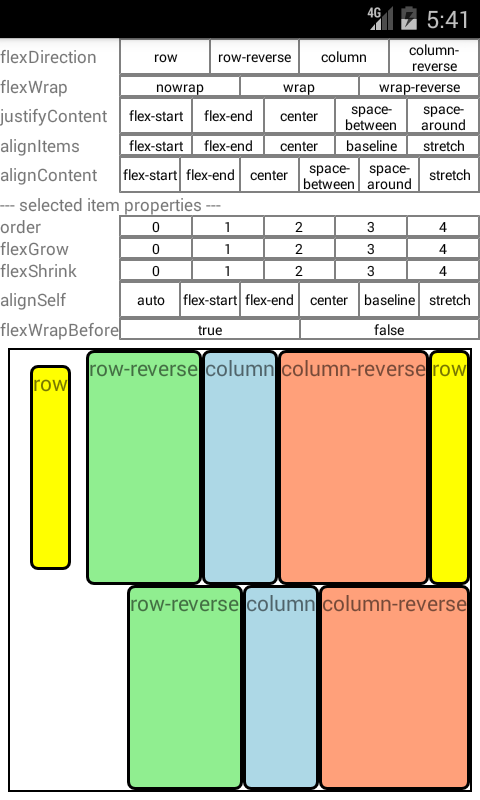 4G 5:41
flexDirection row row-reverse column column-
reverse
flexWrap nowrap wrap wrap-reverse
justifyContent flex-start flex-end center space-
between space-
around
alignItems flex-start flex-end center baseline stretch
alignContent flex-start flex-end center space-
between space-
around stretch
--- selected item properties ---
order 0 1 2 3 4
flexGrow 0 1 2 3 4
flexShrink 0 1 2 3 4
alignSelf auto flex-start flex-end center baseline stretch
flexWrapBefore true false
row row-reverse column column-reverse row
row-reverse column column-reverse